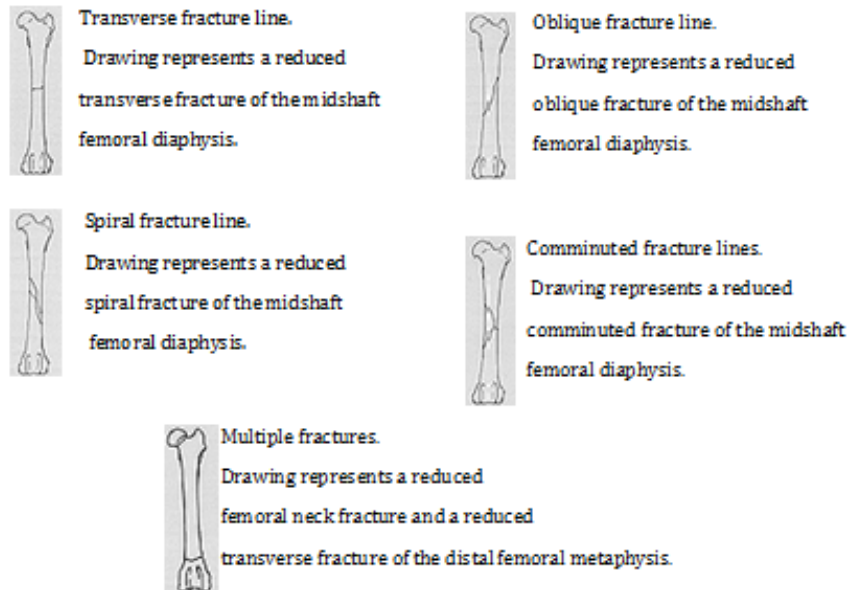 Transverse fracture line.
Drawing represents a reduced
transverse fracture of the midshaft
femoral diaphysis.
Oblique fracture line.
Drawing represents a reduced
oblique fracture of the midshaft
femoral diaphysis.
Spiral fracture line.
Drawing represents a reduced
spiral fracture of the midshaft
femoral diaphysis.
Comminuted fracture lines.
Drawing represents a reduced
comminuted fracture of the midshaft
femoral diaphysis.
Multiple fractures.
Drawing represents a reduced
femoral neck fracture and a reduced
transverse fracture of the distal femoral metaphysis.